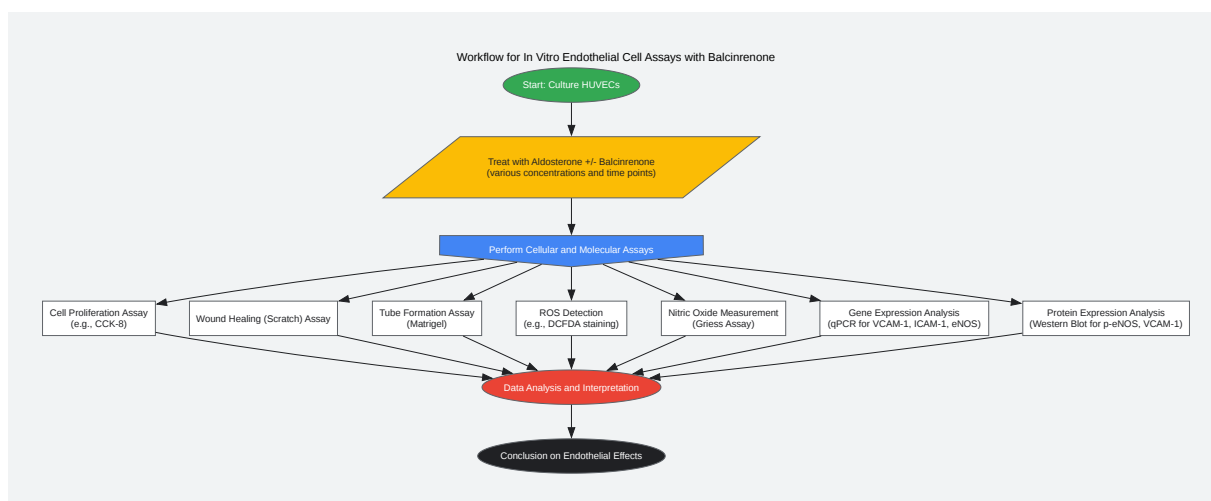 Workflow for In Vitro Endothelial Cell Assays with Balcinrenone
Start: Culture HUVECs
Treat with Aldosterone +/- Balcinrenone
(various concentrations and time points)
Perform Cellular and Molecular Assays
Cell Proliferation Assay
(e.g., CCK-8)
Wound Healing (Scratch) Assay
Tube Formation Assay
(Matrigel)
ROS Detection
(e.g., DCFDA staining)
Nitric Oxide Measurement
(Griess Assay)
Gene Expression Analysis
(qPCR for VCAM-1, ICAM-1, eNOS)
Protein Expression Analysis
(Western Blot for p-eNOS, VCAM-1)
Data Analysis and Interpretation
Conclusion on Endothelial Effects